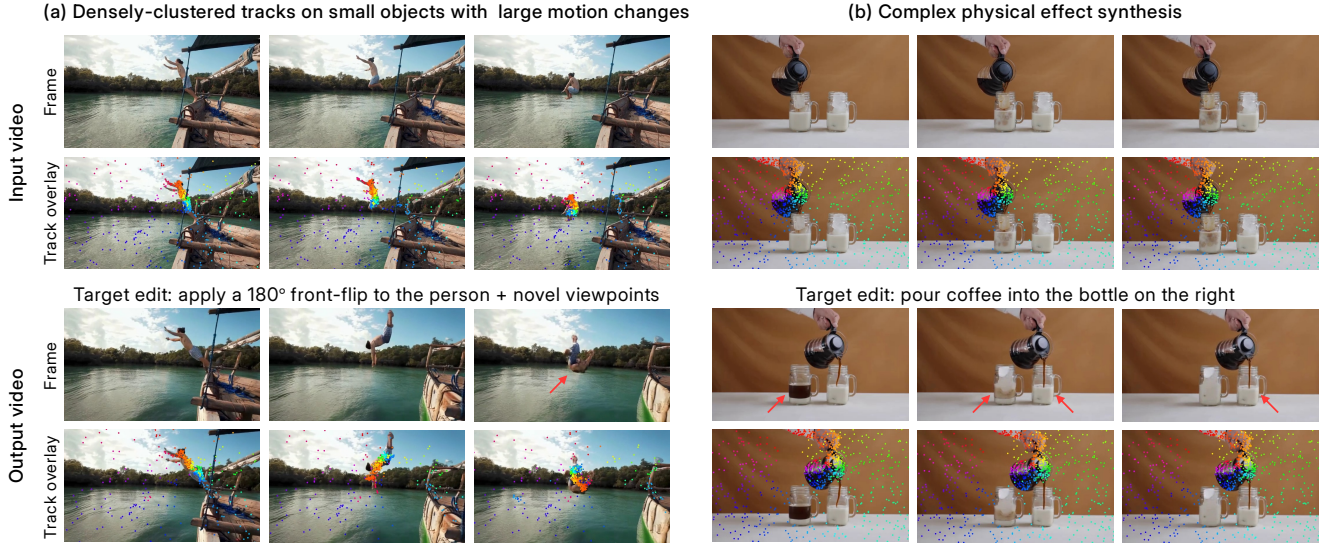 (a) Densely-clustered tracks on small objects with large motion changes
(b) Complex physical effect synthesis
Input video
Frame
Track overlay
Target edit: apply a 180° front-flip to the person + novel viewpoints
Target edit: pour coffee into the bottle on the right
Output video
Frame
Track overlay